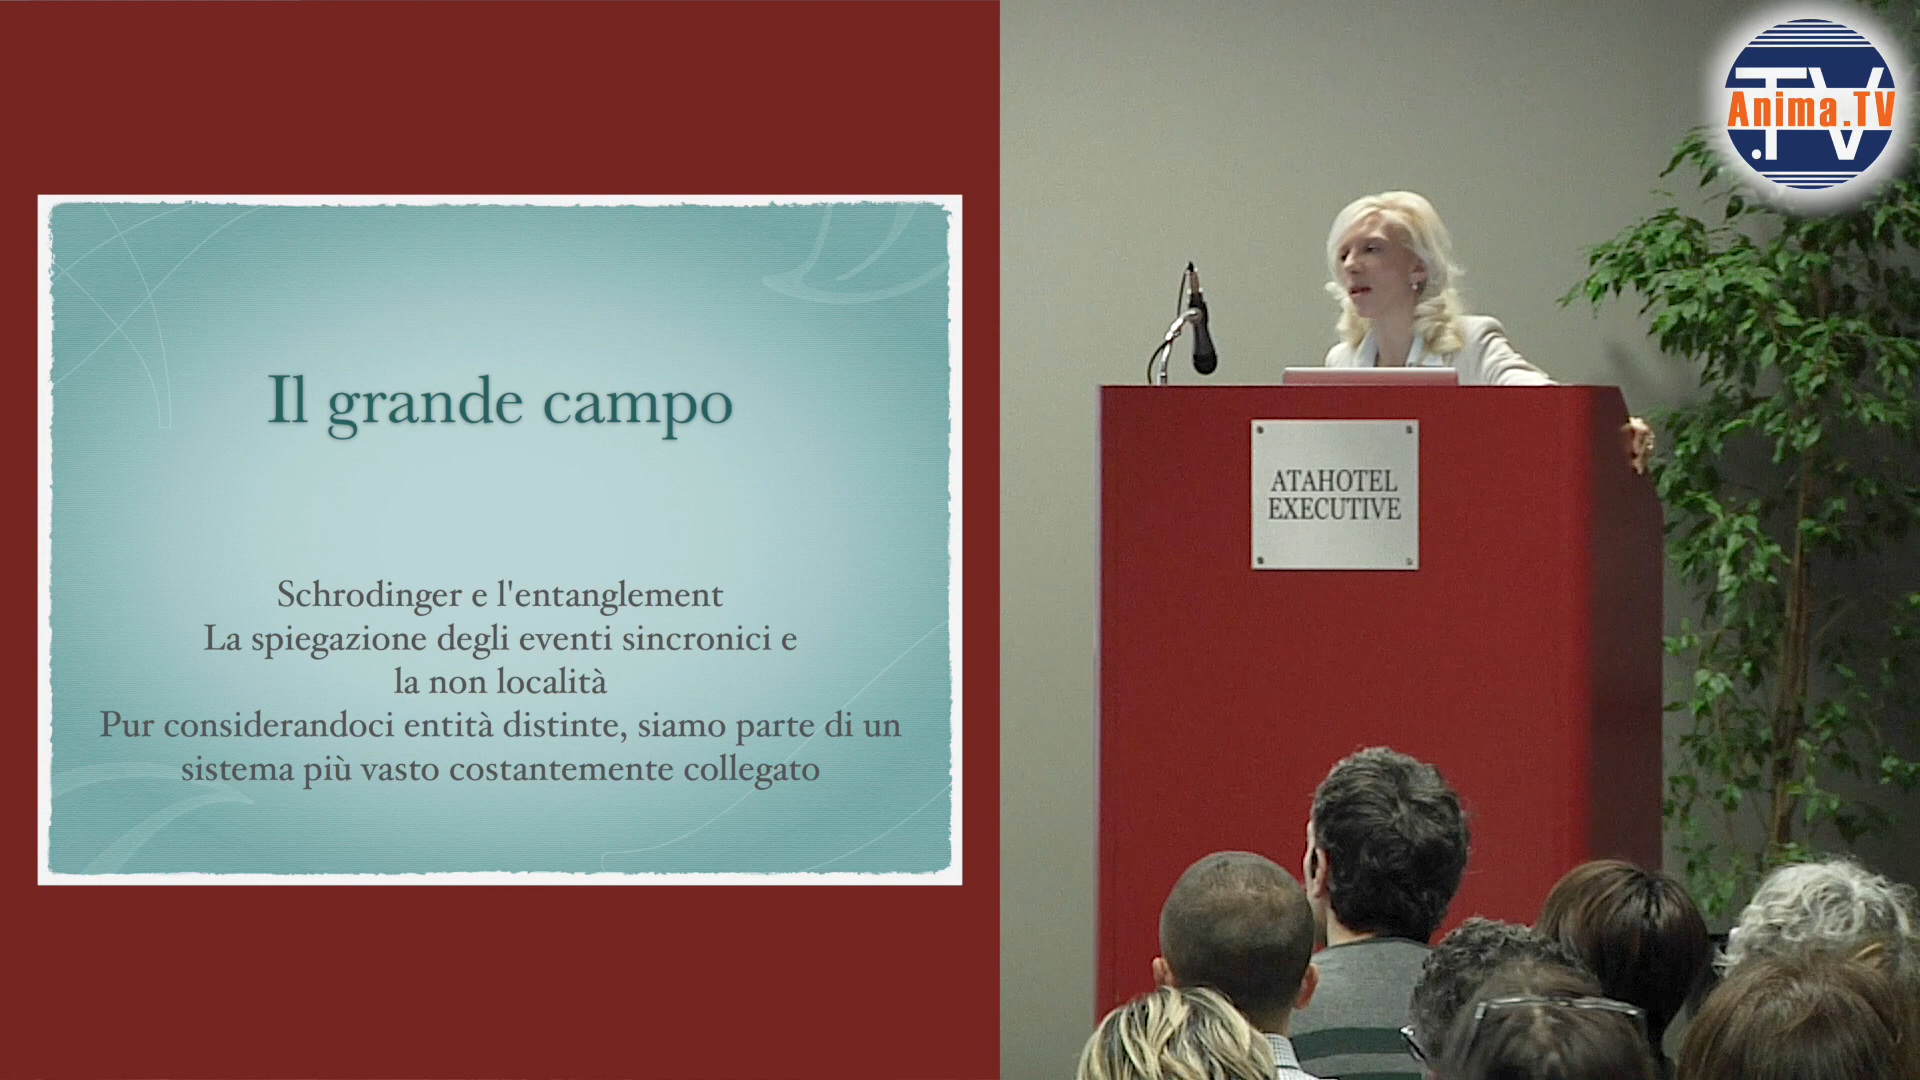 Il grande campo
Schrodinger e l'entanglement
La spiegazione degli eventi sincronici e
la non località
Pur considerandoci entità distinte, siamo parte di un
sistema più vasto costantemente collegato
.TV
Anima.TV
ATAHOTEL
EXECUTIVE